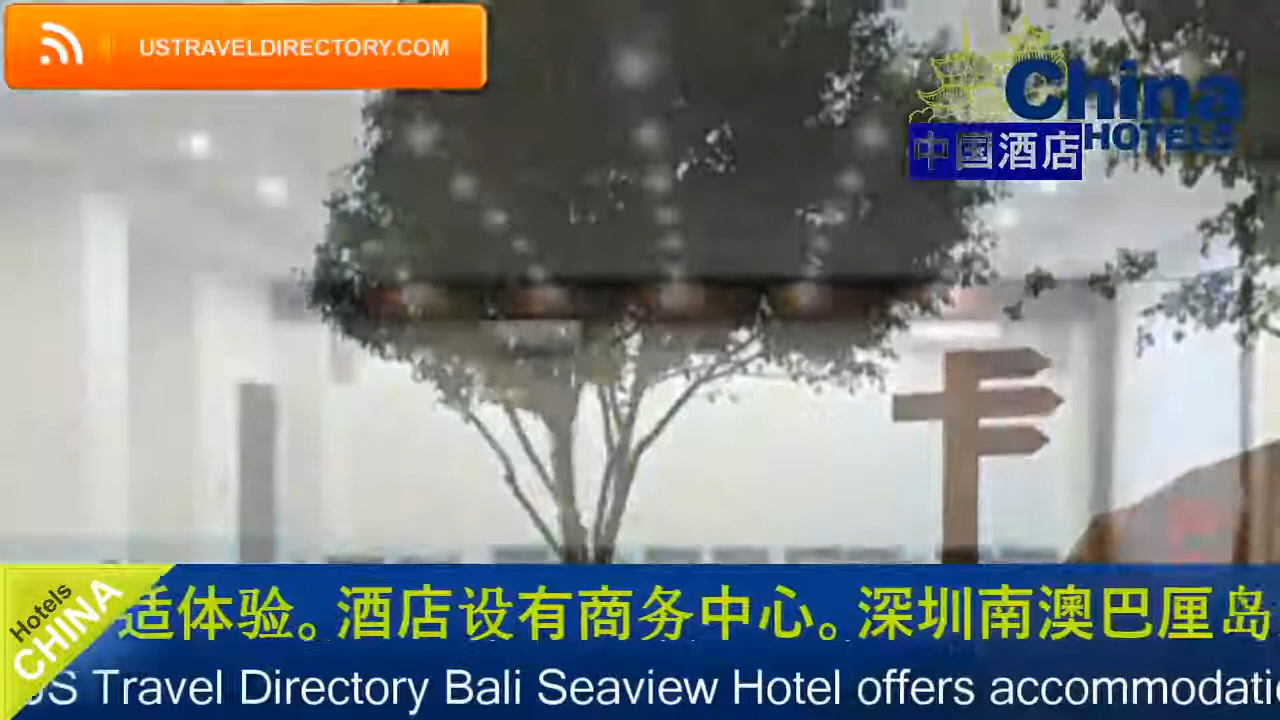 USTRAVELDIRECTORY.COM
China
HOTELS
中国酒店
适体验。酒店设有商务中心。深圳南澳巴厘岛
Hotels
CHINA
US Travel Directory Bali Seaview Hotel offers accommodati